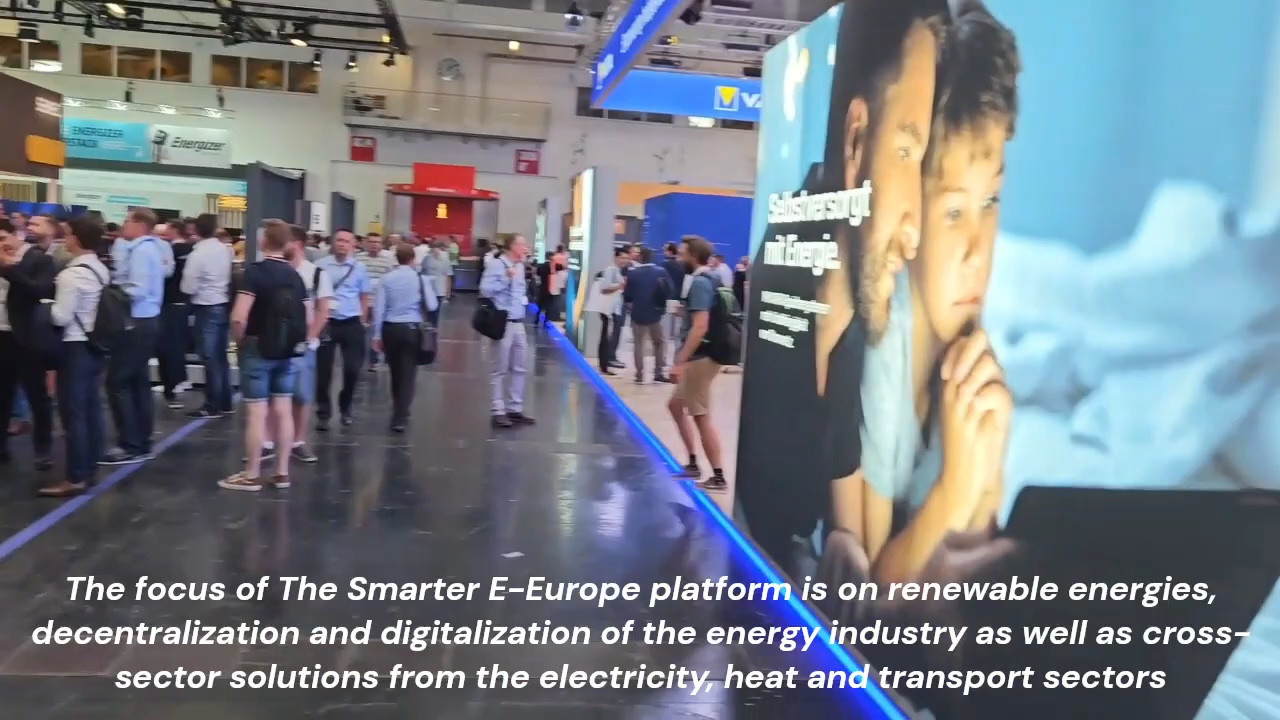 ENERGIZER
Energizer
Selbstversorgt
mit Energie.
The focus of The Smarter E-Europe platform is on renewable energies,
decentralization and digitalization of the energy industry as well as cross-
sector solutions from the electricity, heat and transport sectors